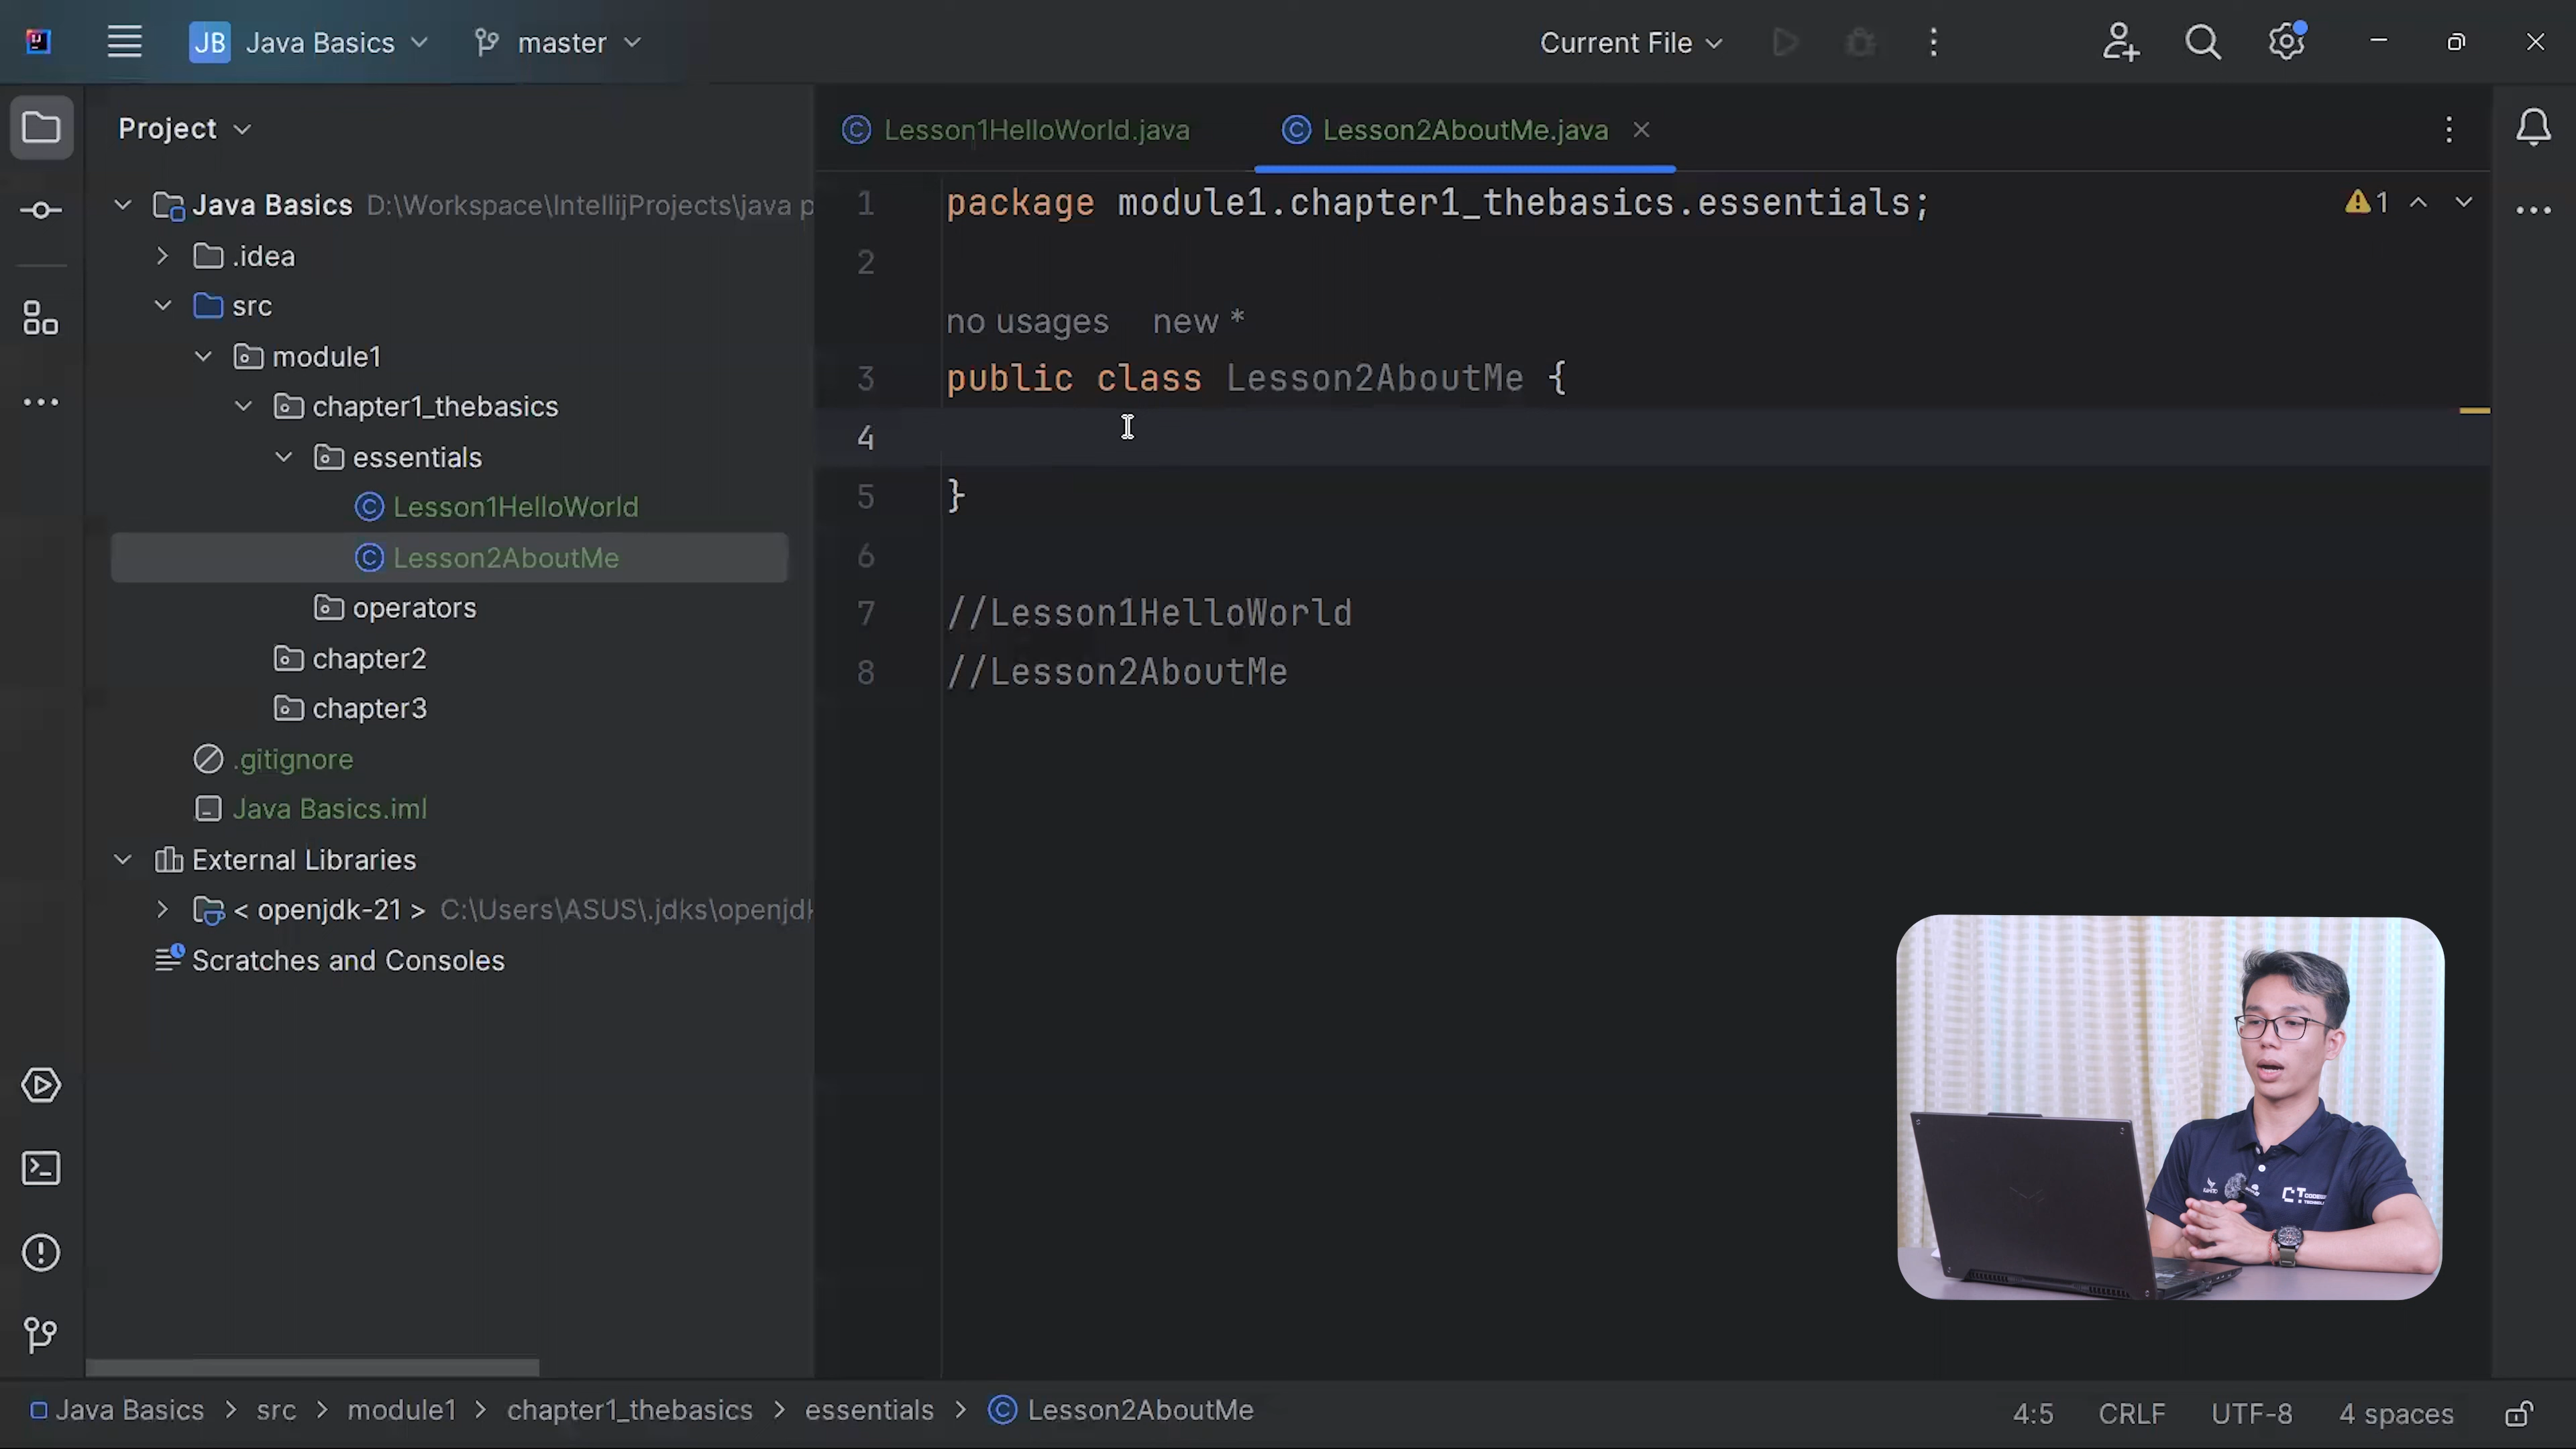 JB Java Basics master Current File
Project
Java Basics D:\Workspace\IntellijProjects\java p
.idea
src
module1
chapter1_thebasics
essentials
Lesson1HelloWorld
Lesson2AboutMe
operators
chapter2
chapter3
.gitignore
Java Basics.iml
External Libraries
< openjdk-21 > C:\Users\ASUS\.jdks\openjdk
Scratches and Consoles
Lesson1HelloWorld.java Lesson2AboutMe.java
1 package module1.chapter1_thebasics.essentials;
1
2
no usages new *
3 public class Lesson2AboutMe {
4
5 }
6
7 //Lesson1HelloWorld
8 //Lesson2AboutMe
CT
Java Basics > src > module1 > chapter1_thebasics > essentials > Lesson2AboutMe
4:5 CRLF UTF-8 4 spaces